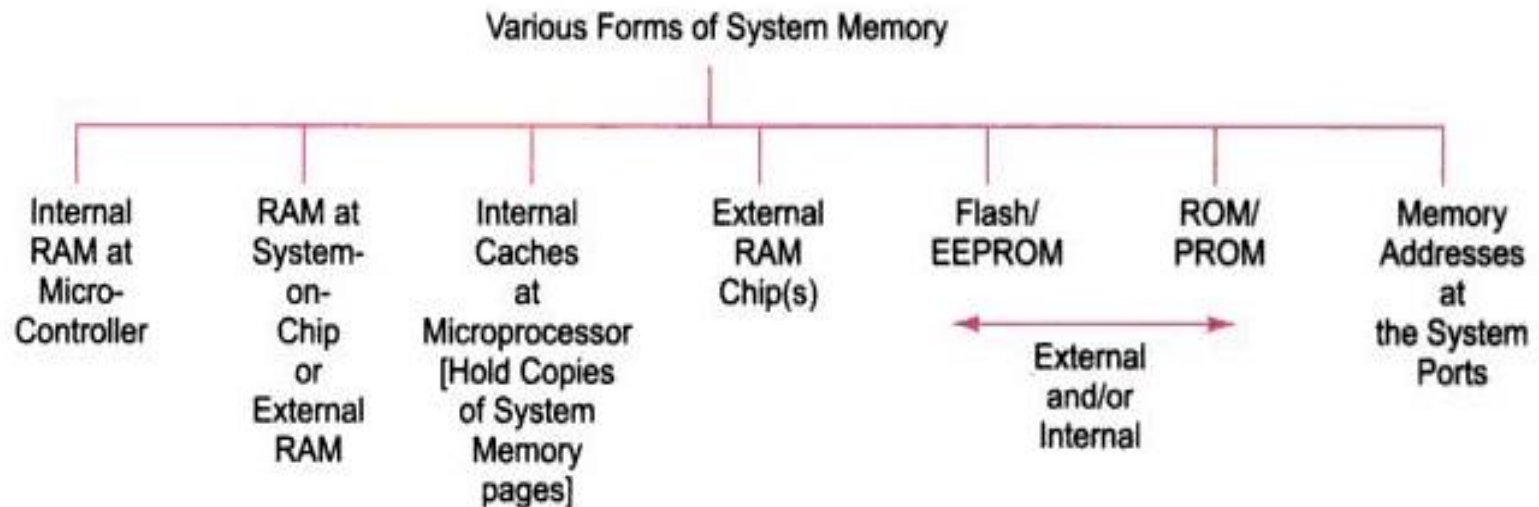 Various Forms of System Memory
Internal
RAM at
Micro-
Controller
RAM at
System-
on-
Chip
or
External
RAM
Internal
Caches
at
Microprocessor
[Hold Copies
of System
Memory
pages]
External
RAM
Chip(s)
Flash/
EEPROM
ROM/
PROM
External
and/or
Internal
Memory
Addresses
at
the System
Ports